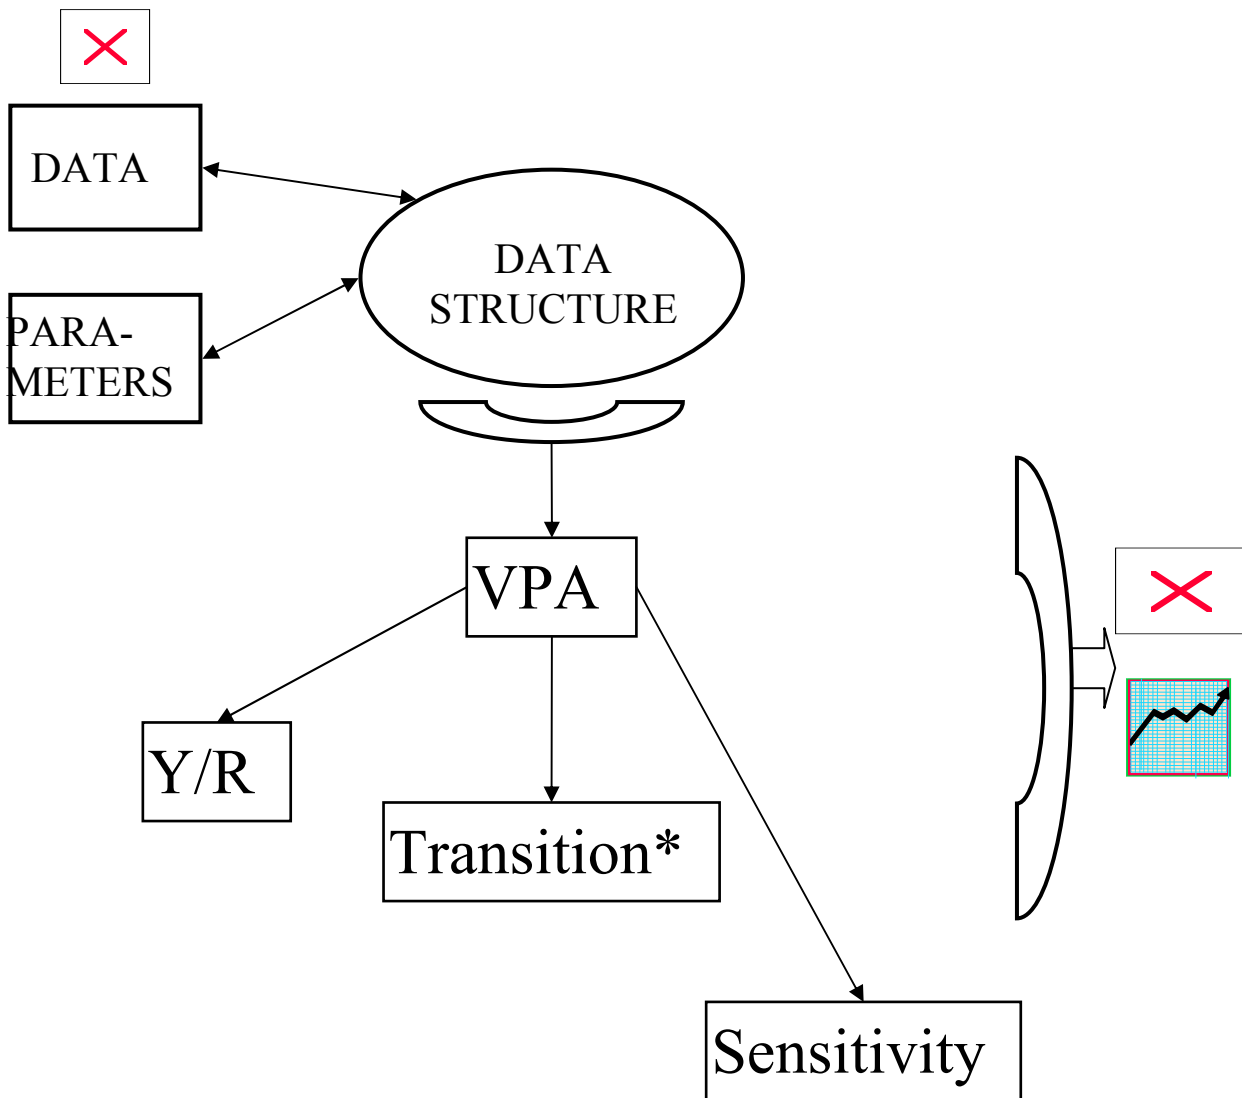 DATA
DATA
STRUCTURE
PARA-
METERS
VPA
Y/R
Transition*
Sensitivity